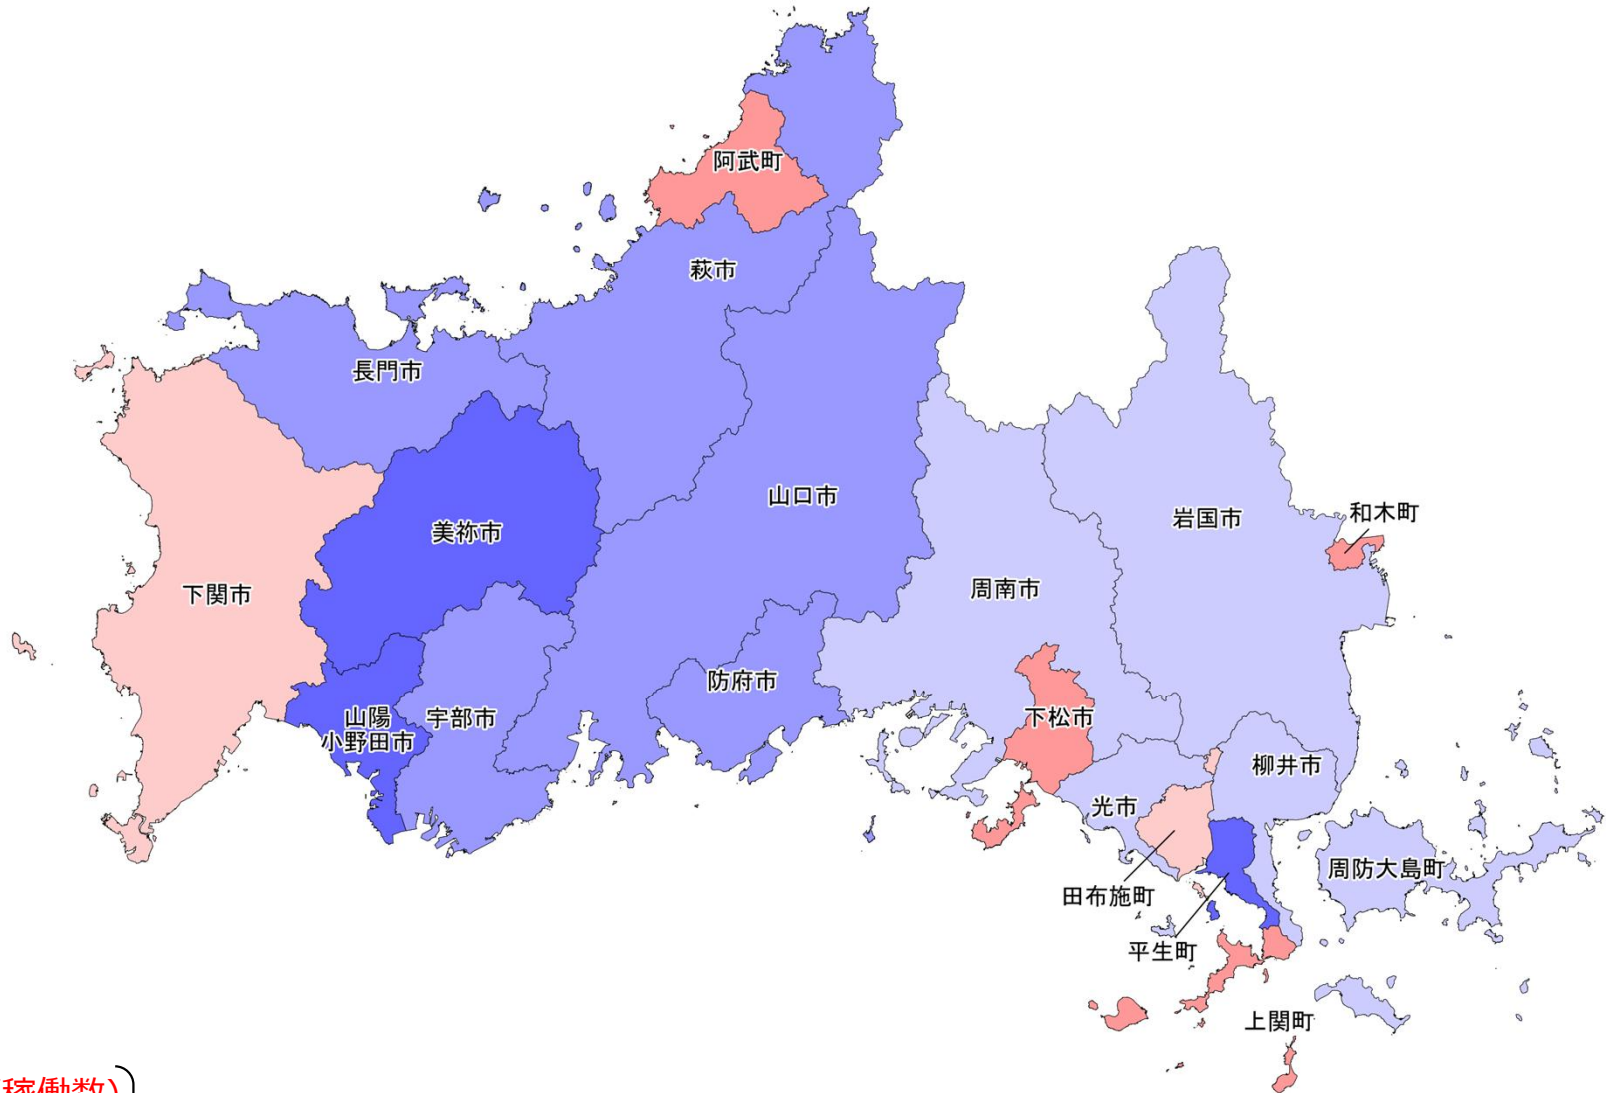 阿武町
萩市
長門市
山口市
美祢市
岩国市
和木町
下関市
周南市
防府市
山陽
小野田市
宇部市
下松市
柳井市
光市
周防大島町
田布施町
平生町
上関町
稼働数)